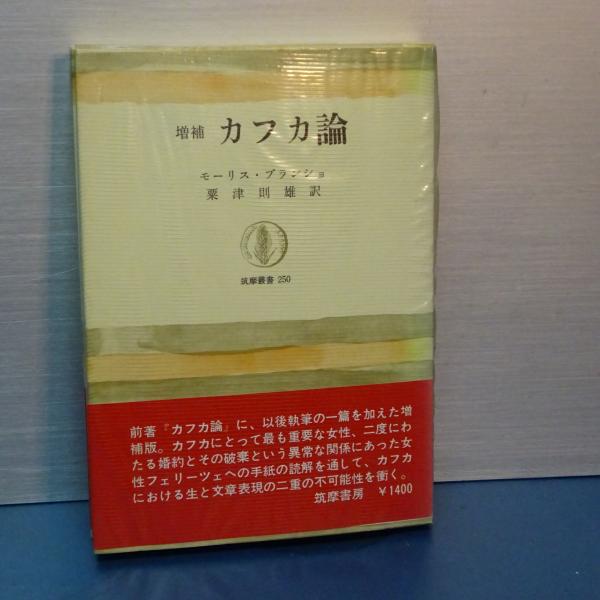 増補 カフカ論
モーリス・ブランショ
粟津則雄訳
筑摩叢書 250
前著『カフカ論』に、以後執筆の一篇を加えた増
補版。カフカにとって最も重要な女性、二度にわ
たる婚約とその破棄という異常な関係にあった女
性フェリーツェへの手紙の読解を通して、カフカ
における生と文章表現の二重の不可能性を衝く。
筑摩書房 ¥1400